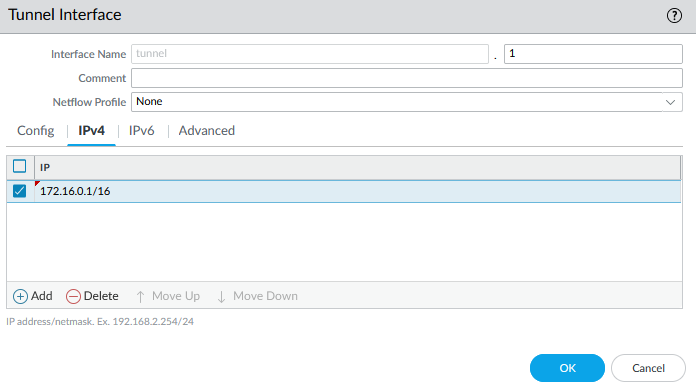 Tunnel Interface
Interface Name tunnel . 1
Comment
Netflow Profile None
Config IPv4 IPv6 Advanced
IP
172.16.0.1/16
Add Delete Move Up Move Down
IP address/netmask. Ex. 192.168.2.254/24
OK Cancel